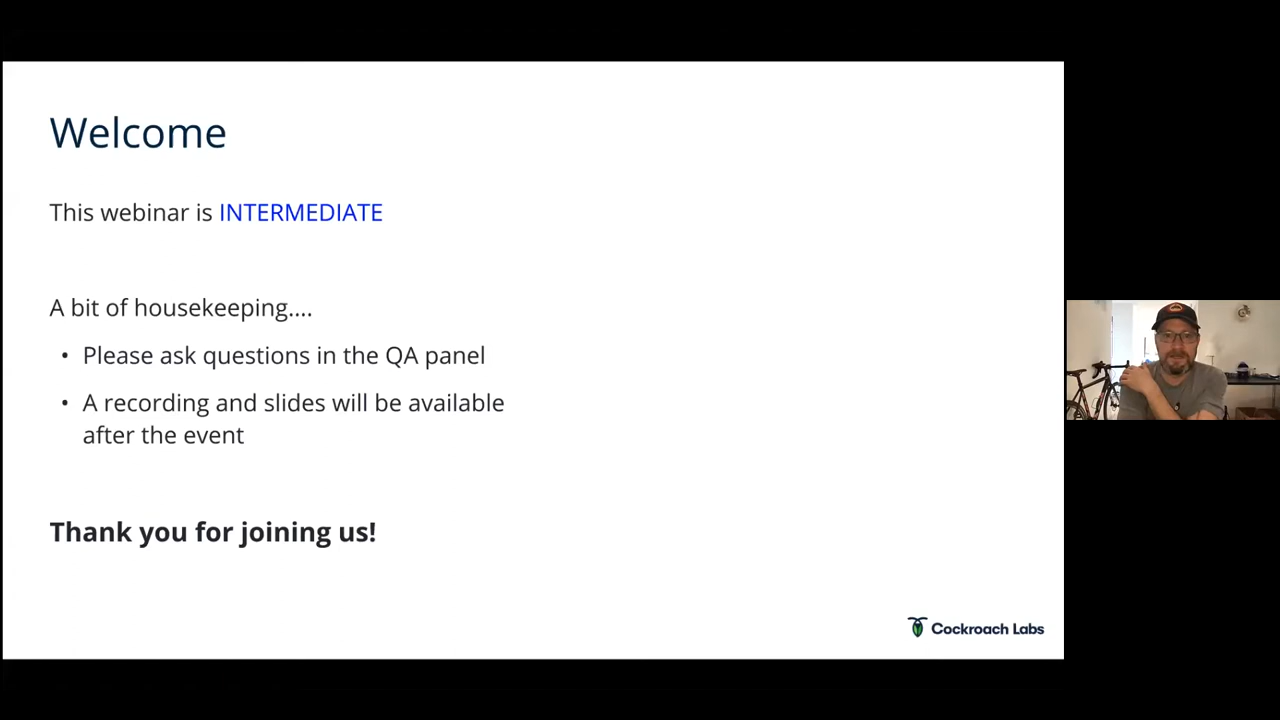 Welcome
This webinar is INTERMEDIATE
A bit of housekeeping....
• Please ask questions in the QA panel
• A recording and slides will be available
after the event
Thank you for joining us!
Cockroach Labs